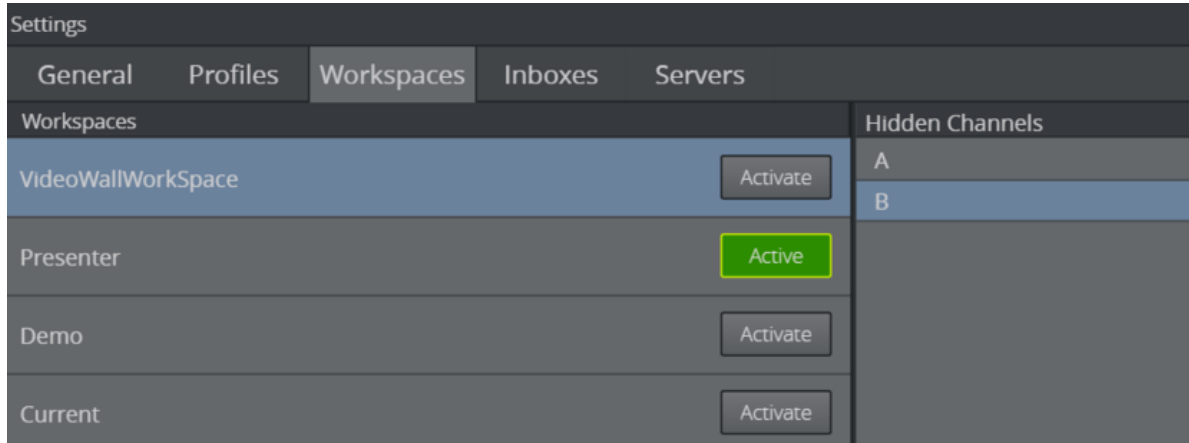 Settings
General Profiles Workspaces Inboxes Servers
Workspaces
Hidden Channels
VideoWallWorkSpace Activate
A
B
Presenter Active
Demo Activate
Current Activate